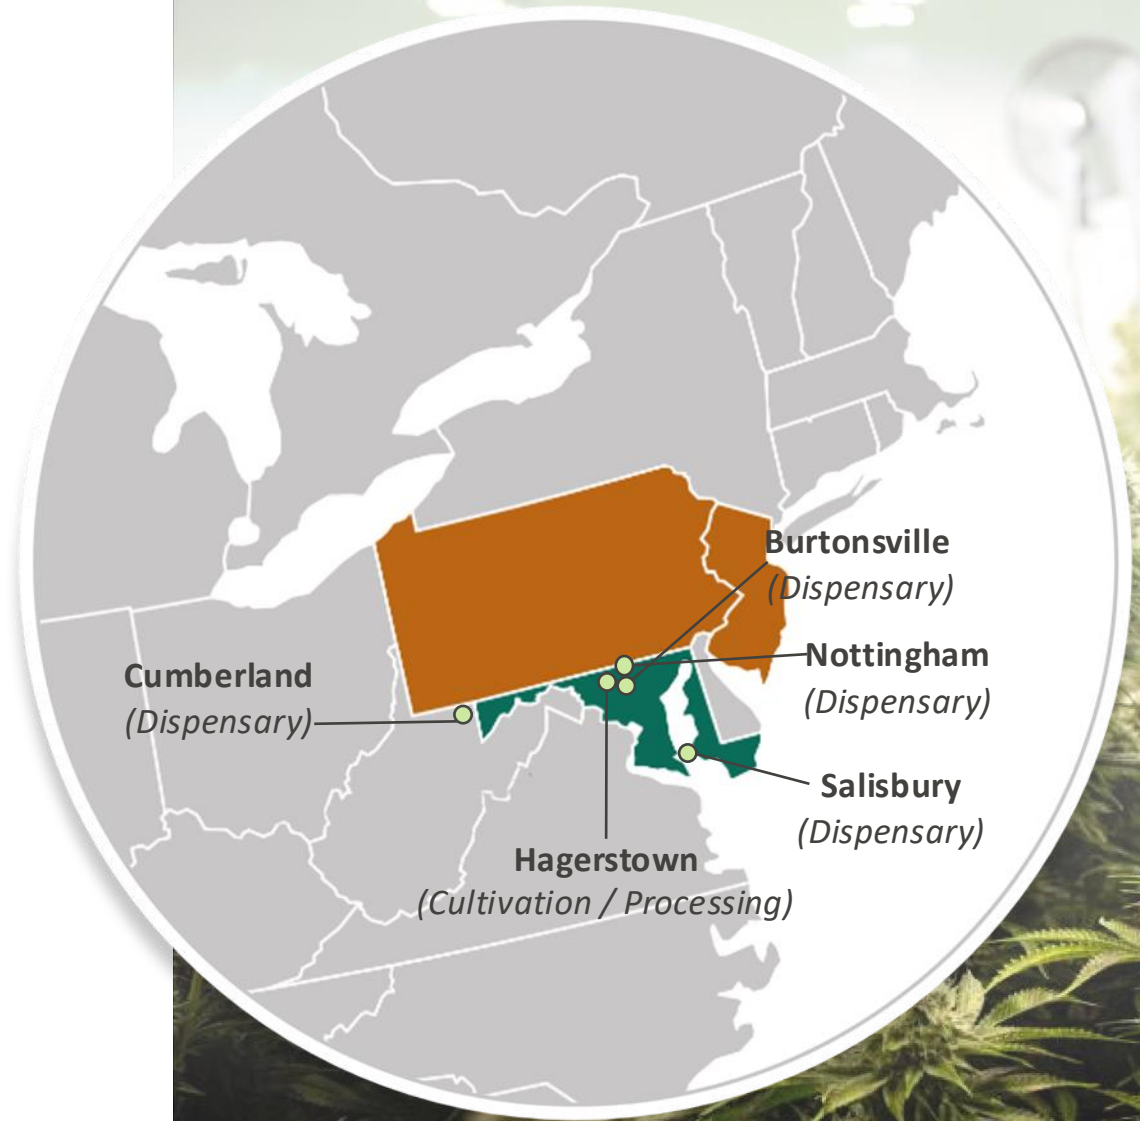 Burtonsville
(Dispensary)
Nottingham
(Dispensary)
Cumberland
(Dispensary)
Salisbury
(Dispensary)
Hagerstown
(Cultivation / Processing)